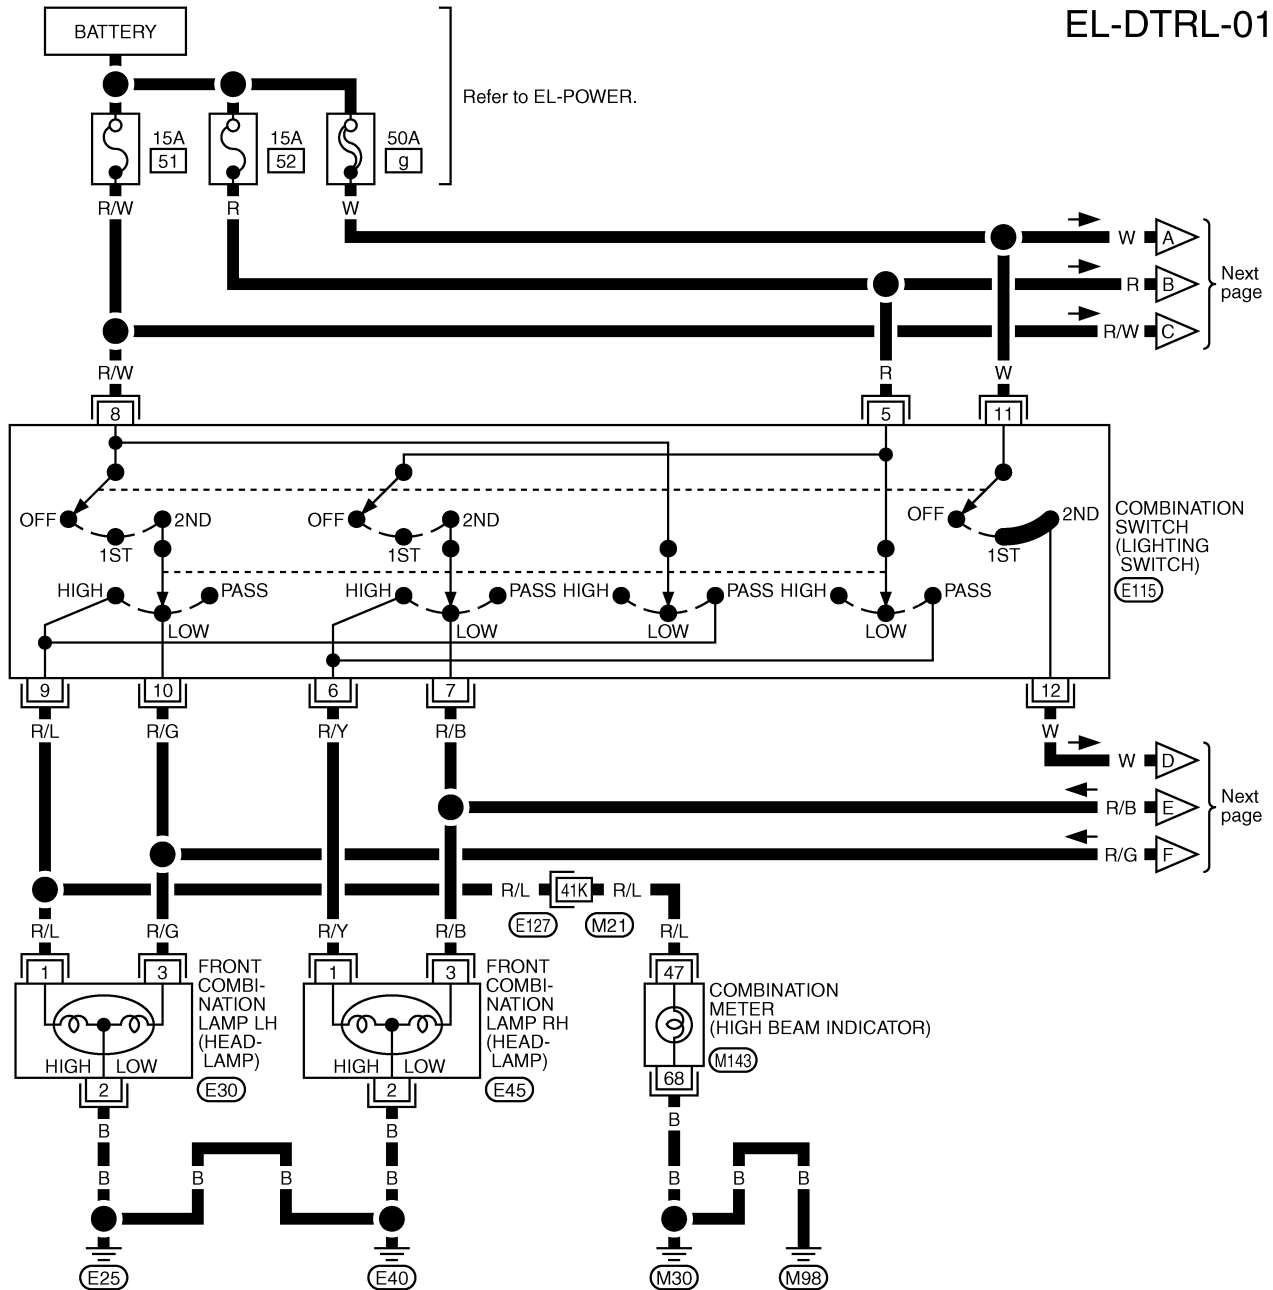 EL-DTRL-01
BATTERY
Refer to EL-POWER.
15A
51
15A
52
50A
g
R/W
R
W
W
A
R
B
R/W
C
Next
page
R/W
R
W
8
5
11
OFF
2ND
1ST
OFF
2ND
1ST
OFF
2ND
1ST
COMBINATION
SWITCH
(LIGHTING
SWITCH)
E115
HIGH
PASS
LOW
HIGH
PASS
LOW
HIGH
PASS
LOW
HIGH
PASS
LOW
9
10
6
7
12
R/L
R/G
R/Y
R/B
W
W
D
R/B
E
R/G
F
Next
page
R/L
41K
R/L
E127
M21
R/L
R/G
R/Y
R/B
R/L
1
3
1
3
47
FRONT
COMBI-
NATION
LAMP LH
(HEAD-
LAMP)
E30
HIGH
LOW
2
FRONT
COMBI-
NATION
LAMP RH
(HEAD-
LAMP)
E45
HIGH
LOW
2
COMBINATION
METER
(HIGH BEAM INDICATOR)
M143
68
B
B
B
B
B
B
B
B
B
B
E25
E40
M30
M98